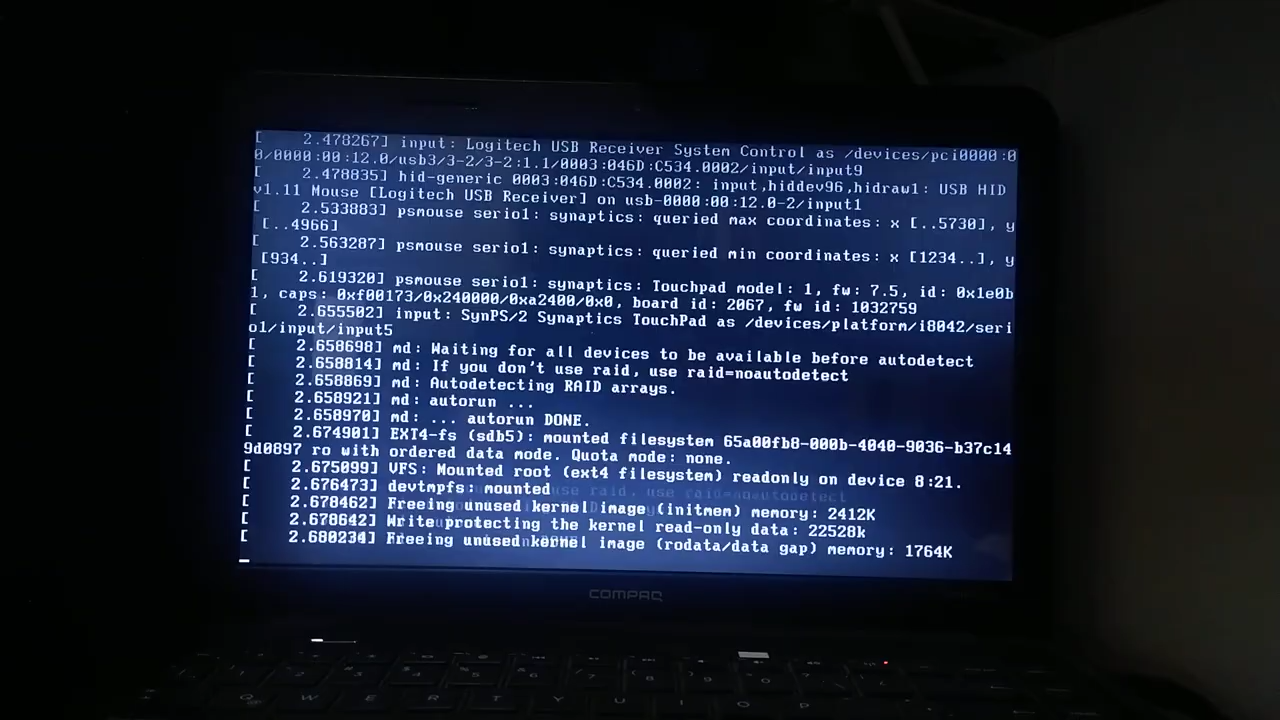 [    2.478267] input: Logitech USB Receiver System Control as /devices/pci0000:0
0/0000:00:12.0/usb3/3-2/3-2:1.1/0003:046D:C534.0002/input/input9
[    2.478835] hid-generic 0003:046D:C534.0002: input,hiddev96,hidraw1: USB HID
v1.11 Mouse [Logitech USB Receiver] on usb-0000:00:12.0-2/input1
[    2.533883] psmouse serio1: synaptics: queried max coordinates: x [..5730], y
[..4966]
[    2.563287] psmouse serio1: synaptics: queried min coordinates: x [1234..], y
[934..]
[    2.619320] psmouse serio1: synaptics: Touchpad model: 1, fw: 7.5, id: 0x1e0b
1, caps: 0xf00173/0x240000/0xa2400/0x0, board id: 2067, fw id: 1032759
[    2.655502] input: SynPS/2 Synaptics TouchPad as /devices/platform/i8042/seri
o1/input/input5
[    2.658698] md: Waiting for all devices to be available before autodetect
[    2.658814] md: If you don't use raid, use raid=noautodetect
[    2.658869] md: Autodetecting RAID arrays.
[    2.658921] md: autorun ...
[    2.658970] md: ... autorun DONE.
[    2.674901] EXT4-fs (sdb5): mounted filesystem 65a00fb8-000b-4040-9036-b37c14
9d0897 ro with ordered data mode. Quota mode: none.
[    2.675099] VFS: Mounted root (ext4 filesystem) readonly on device 8:21.
[    2.676473] devtmpfs: mounted
[    2.678462] Freeing unused kernel image (initmem) memory: 2412K
[    2.678642] Write protecting the kernel read-only data: 22528k
[    2.680234] Freeing unused kernel image (rodata/data gap) memory: 1764K
COMPAQ
Q W E R T Y U I O P